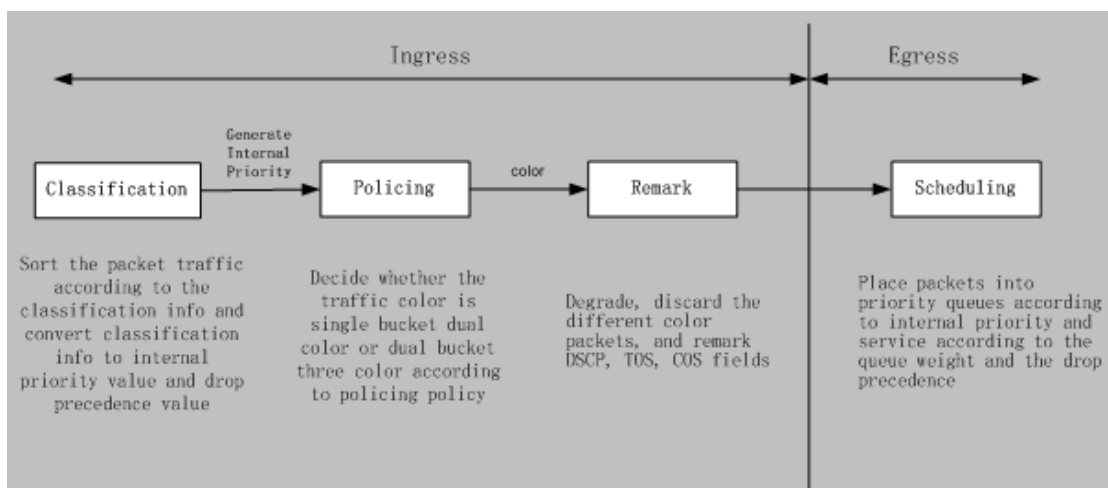 Ingress
Egress
Generate
Internal
Priority
color
Classification
Policing
Remark
Scheduling
Sort the packet traffic
according to the
classification info and
convert classification
info to internal
priority value and drop
precedence value
Decide whether the
traffic color is
single bucket dual
color or dual bucket
three color according
to policing policy
Degrade, discard the
different color
packets, and remark
DSCP, TOS, COS fields
Place packets into
priority queues according
to internal priority and
service according to the
queue weight and the drop
precedence